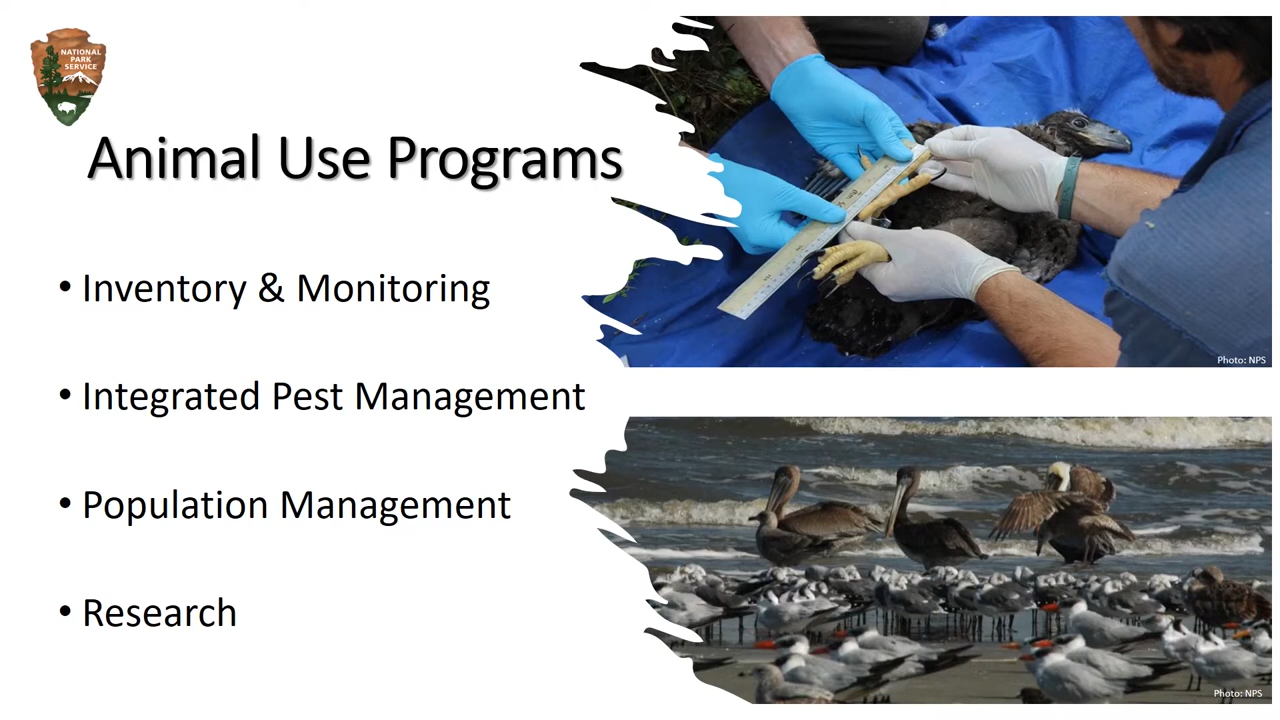 NATIONAL
PARK
SERVICE
Animal Use Programs
• Inventory & Monitoring
• Integrated Pest Management
• Population Management
• Research
Photo: NPS
Photo: NPS